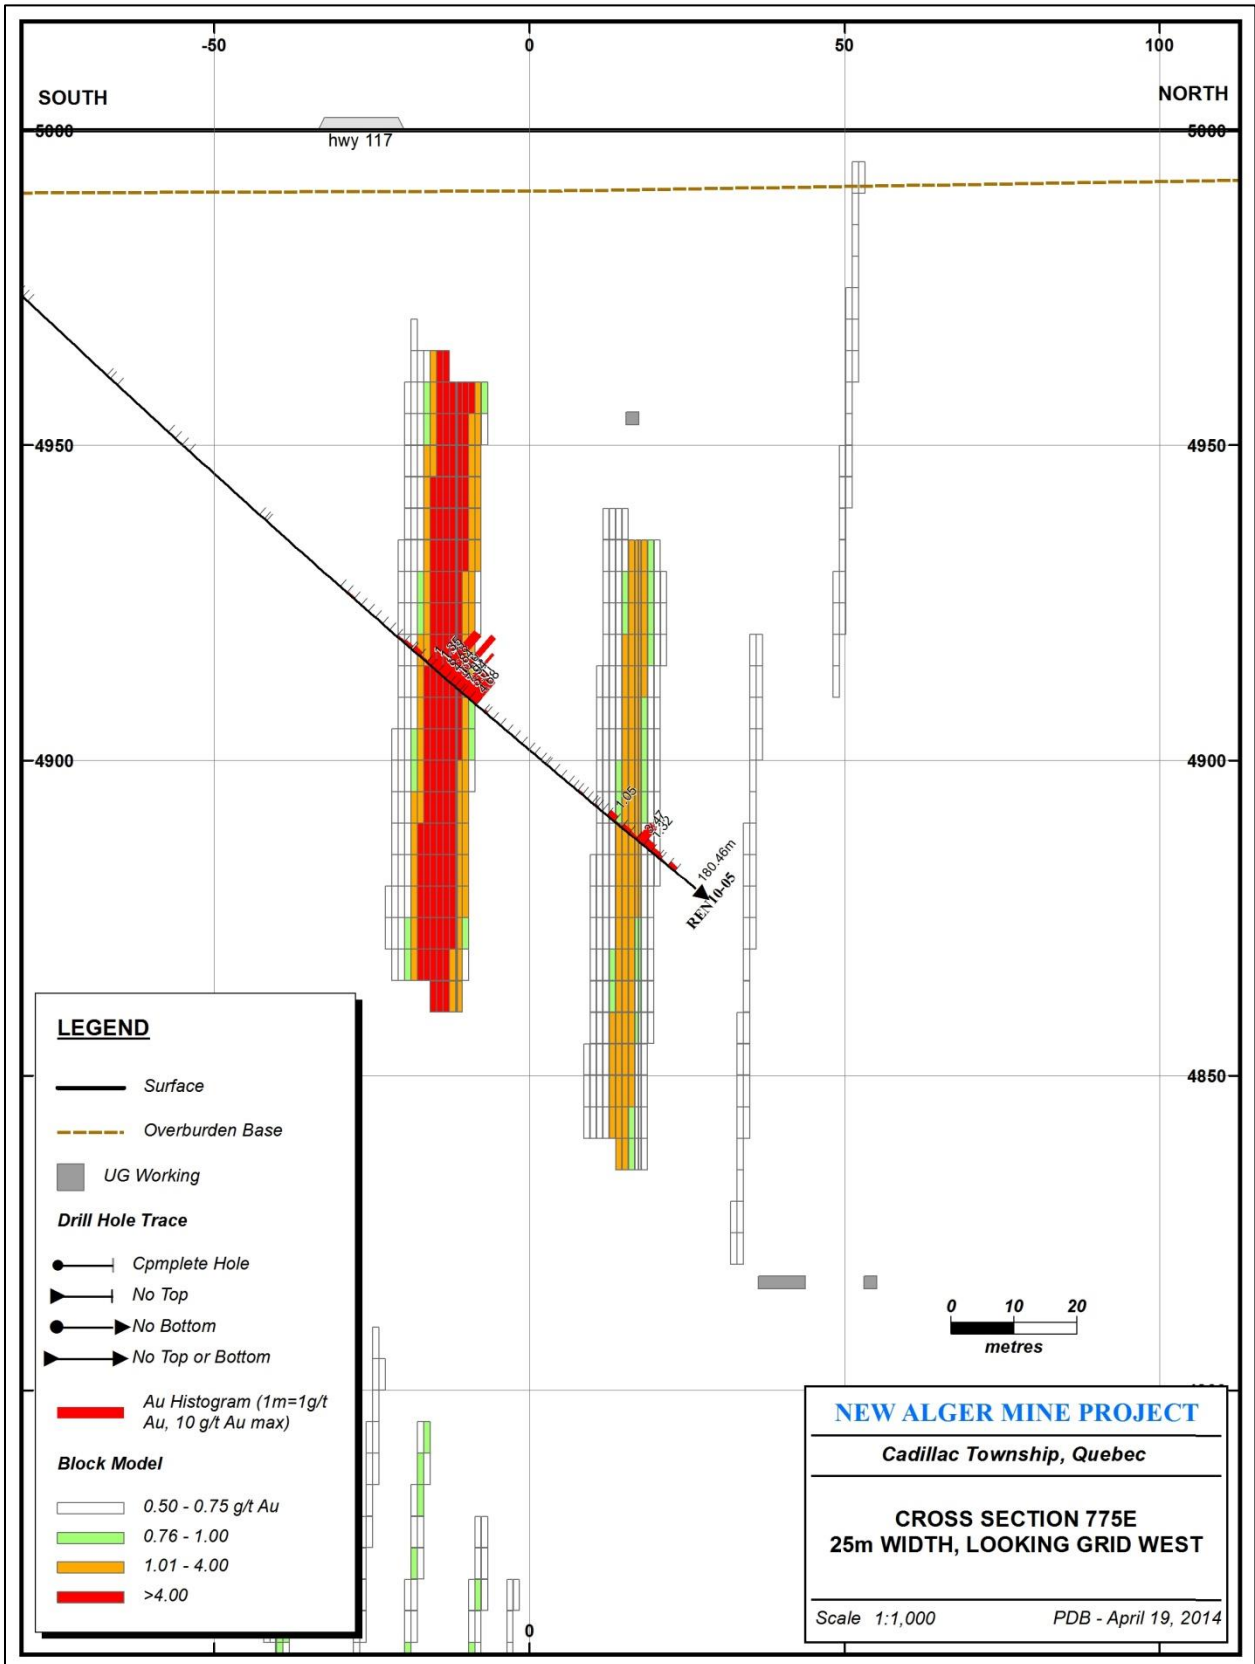 -50 0 50 100
SOUTH
NORTH
5000 5000
hwy 117
4950 4950
4900 4900
1.05
1.32
180.46m
REN10-05
4850 4850
LEGEND
Surface
Overburden Base
UG Working
Drill Hole Trace
Cpmplete Hole
No Top
No Bottom
No Top or Bottom
Au Histogram (1m=1g/t
Au, 10 g/t Au max)
Block Model
0.50 - 0.75 g/t Au
0.76 - 1.00
1.01 - 4.00
>4.00
0
0 10 20
metres
NEW ALGER MINE PROJECT
Cadillac Township, Quebec
CROSS SECTION 775E
25m WIDTH, LOOKING GRID WEST
Scale 1:1,000 PDB - April 19, 2014